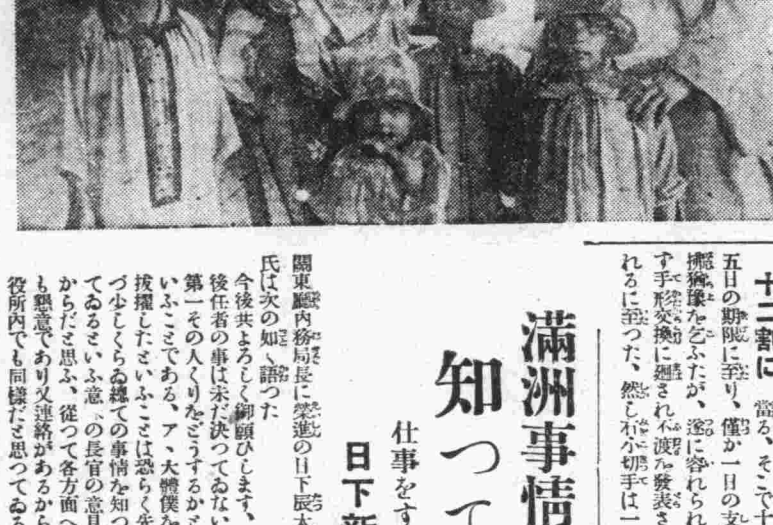 十二割に
當る、そこで十
五日の期限に至り、僅か一日の支
拂猶豫を乞ふたが、遂に容れられ
ず手形交換に廻され不渡を發表さ
れるに至つた、然し右小切手は一
滿洲事情
知つて
仕事をす
日下新
關東廳内務局長に榮進の日下辰太
氏は次の如く語つた
今後共よろしく御願ひします、
後任者の事は未だ決つてゐない
第一その人くりをどうするかと
いふことである、ア、大體僕を
拔擢したといふことは恐らく先
づ少しくらゐ總ての事情を知つ
てゐるといふ意の長官の意見
からだと思ふ、從つて各方面へ
も懇意であり又連絡があるから
役所内でも同樣だと思つてゐる